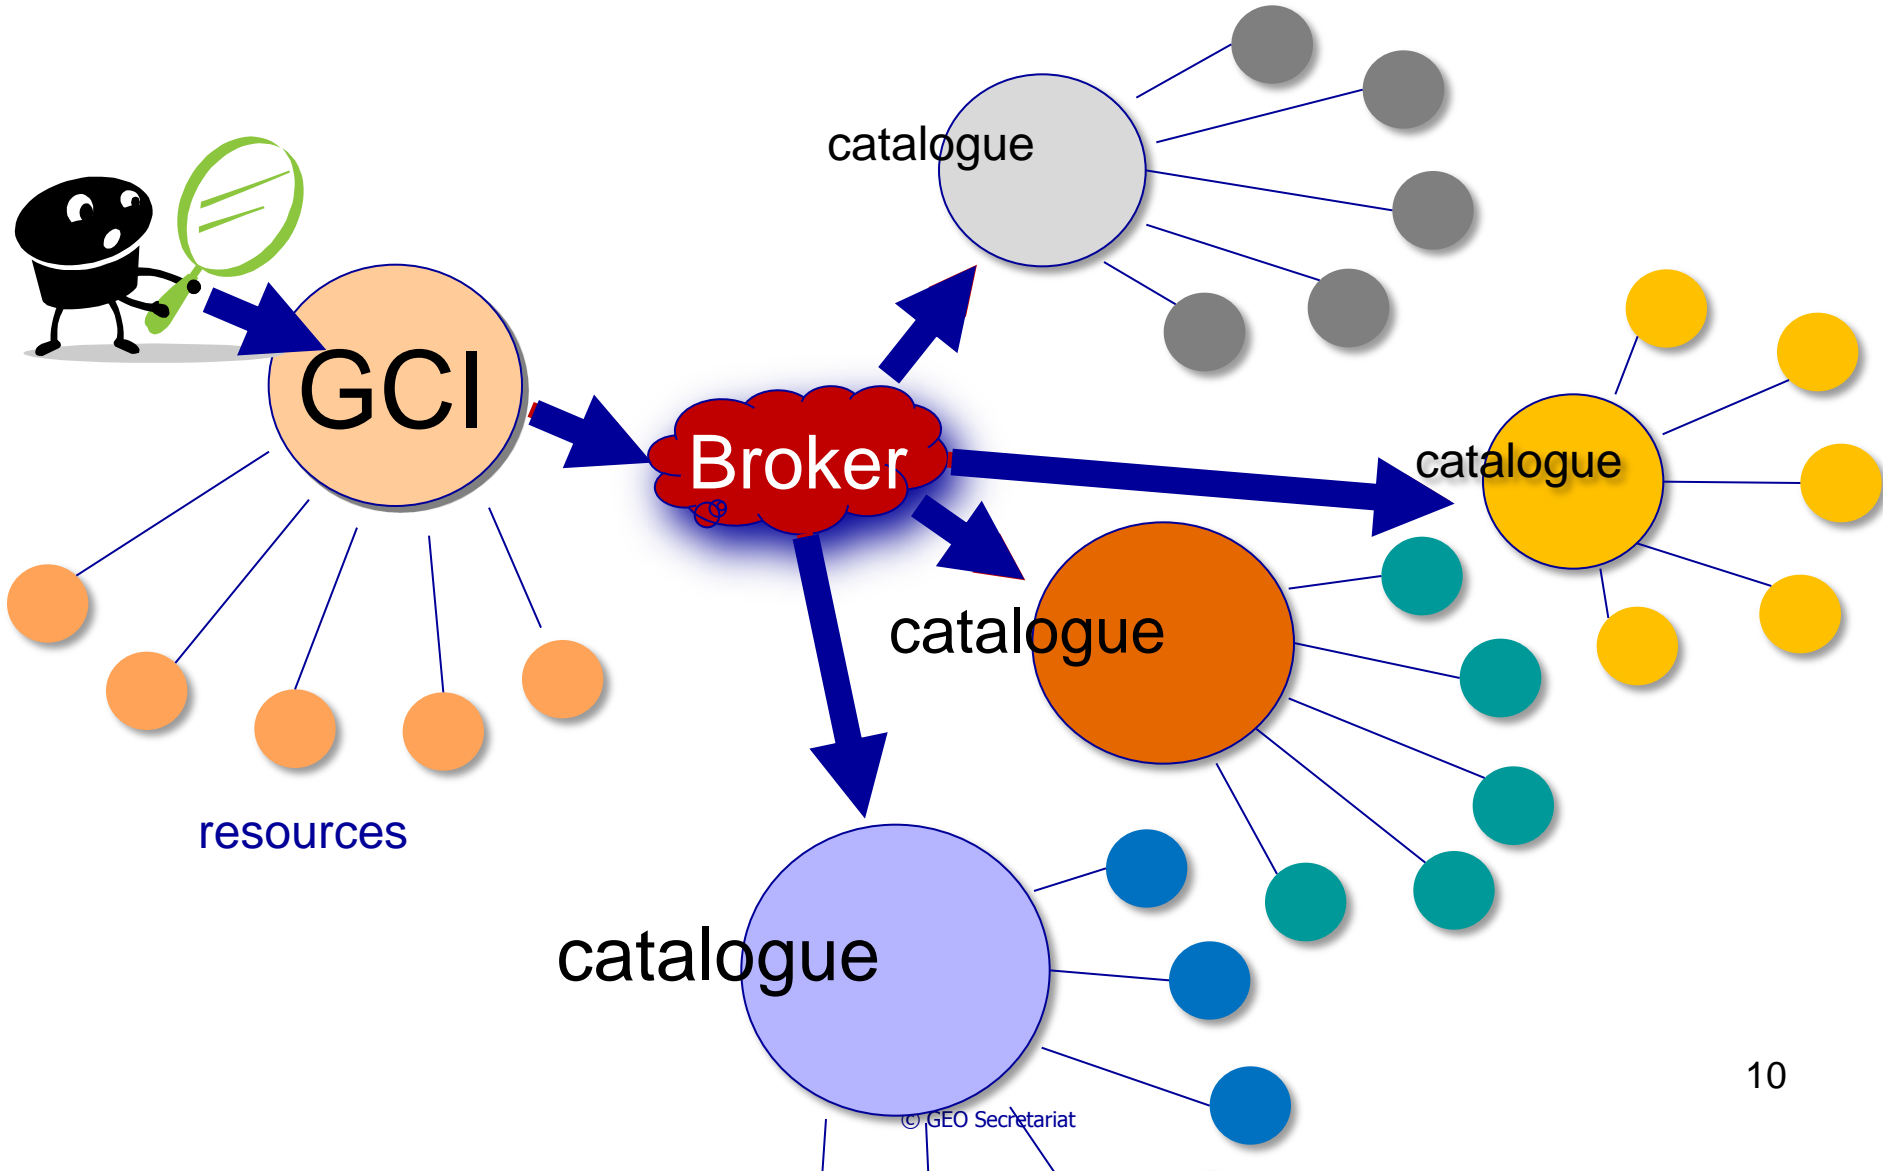 catalogue
GCI
Broker
catalogue
catalogue
resources
catalogue
10
© GEO Secretariat